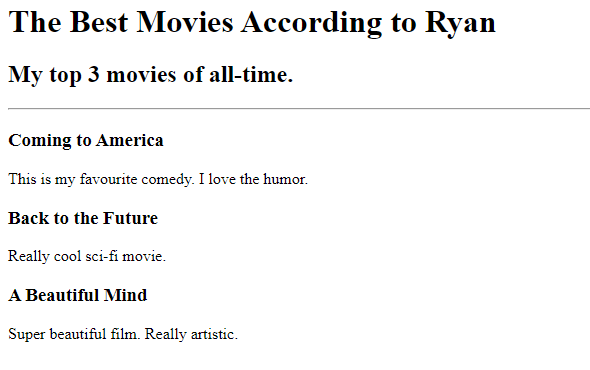 The Best Movies According to Ryan
My top 3 movies of all-time.
Coming to America
This is my favourite comedy. I love the humor.
Back to the Future
Really cool sci-fi movie.
A Beautiful Mind
Super beautiful film. Really artistic.